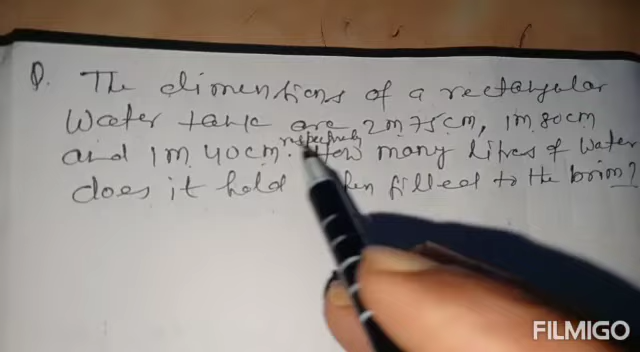 Q. The dimensions of a rectangular
Water tank are 2m 75cm, 1m 80cm
respectively
and 1m 40cm. How many litres of water
does it hold filled to the brim?
FILMIGO